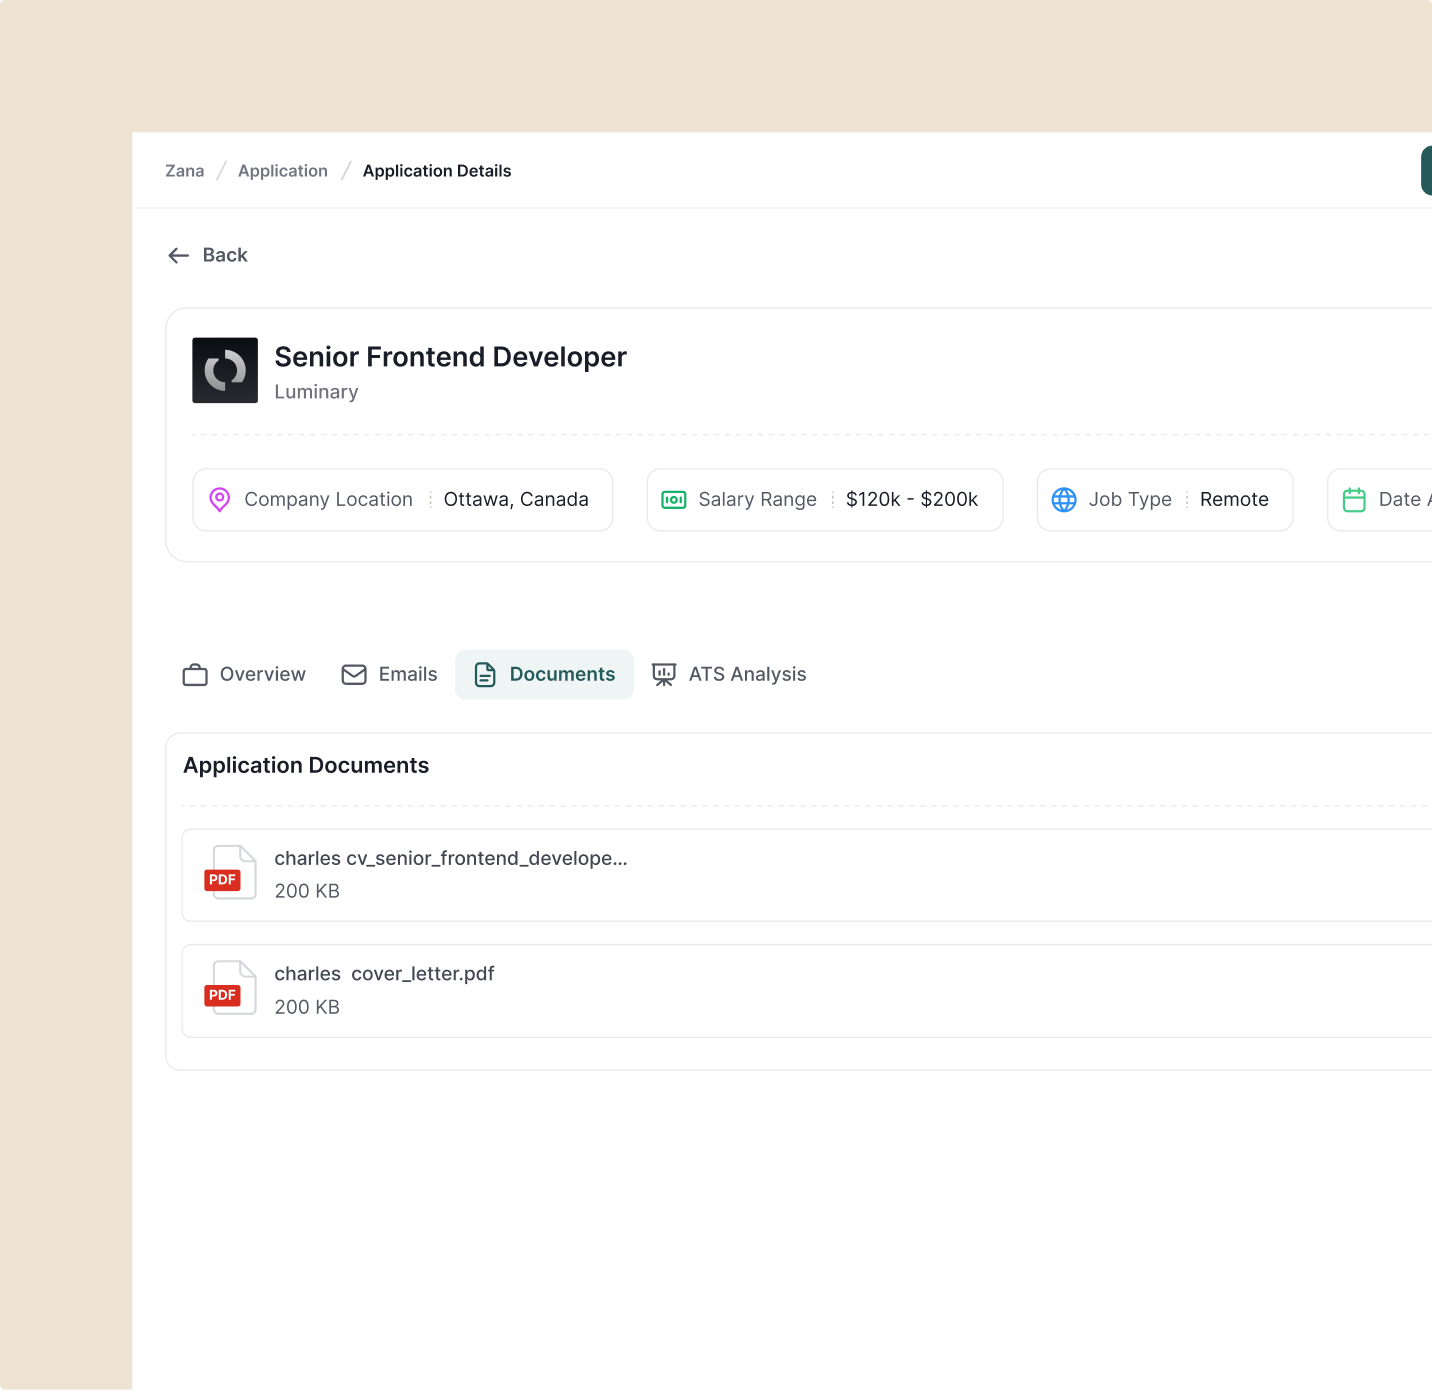 Zana / Application / Application Details
Back
Senior Frontend Developer
Luminary
Company Location Ottawa, Canada Salary Range $120k - $200k Job Type Remote Date
Overview Emails Documents ATS Analysis
Application Documents
PDF charles cv_senior_frontend_develope...
200 KB
PDF charles cover_letter.pdf
200 KB